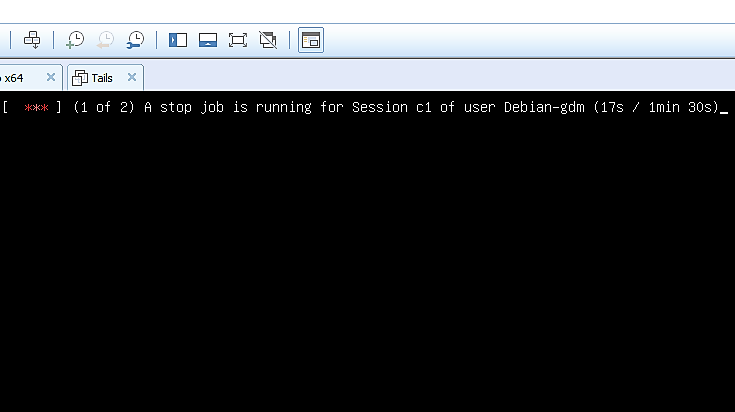 x64 Tails
[ *** ] (1 of 2) A stop job is running for Session c1 of user Debian-gdm (17s / 1min 30s)_